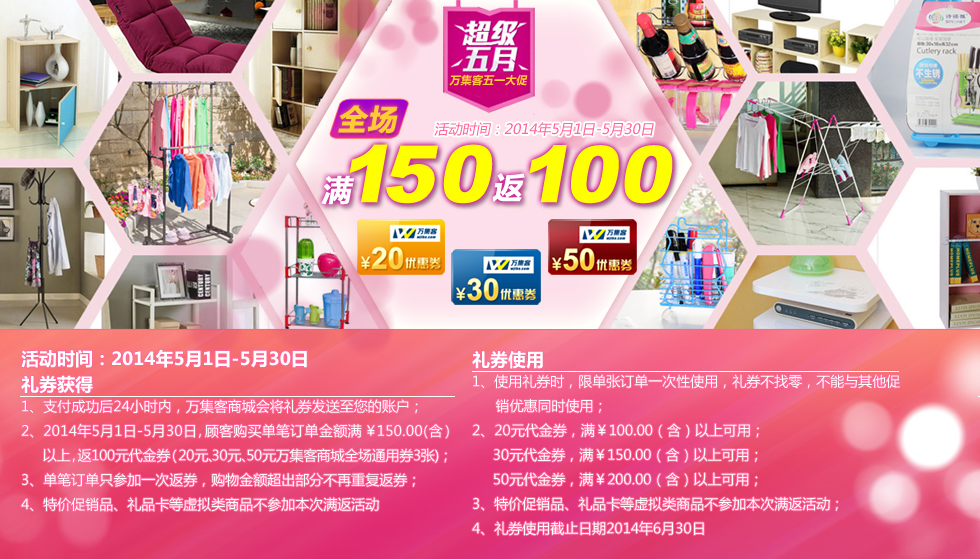 超级
五月
万集客五一大促
全场
活动时间：2014年5月1日-5月30日
满150返100
万集客
wjike.com
¥20优惠券
万集客
wjike.com
¥30优惠券
万集客
wjike.com
¥50优惠券
Cutlery rack
不生锈
活动时间：2014年5月1日-5月30日
礼券获得
1、支付成功后24小时内，万集客商城会将礼券发送至您的账户；
2、2014年5月1日-5月30日, 顾客购买单笔订单金额满 ¥150.00(含）
以上，返100元代金券 ( 20元,30元, 50元万集客商城全场通用券3张)；
3、单笔订单只参加一次返券，购物金额超出部分不再重复返券；
4、特价促销品、礼品卡等虚拟类商品不参加本次满返活动
礼券使用
1、使用礼券时，限单张订单一次性使用，礼券不找零，不能与其他促
销优惠同时使用；
2、20元代金券，满￥100.00（含）以上可用；
30元代金券，满￥150.00（含）以上可用；
50元代金券，满￥200.00（含）以上可用；
3、特价促销品、礼品卡等虚拟类商品不参加本次满返活动；
4、礼券使用截止日期2014年6月30日